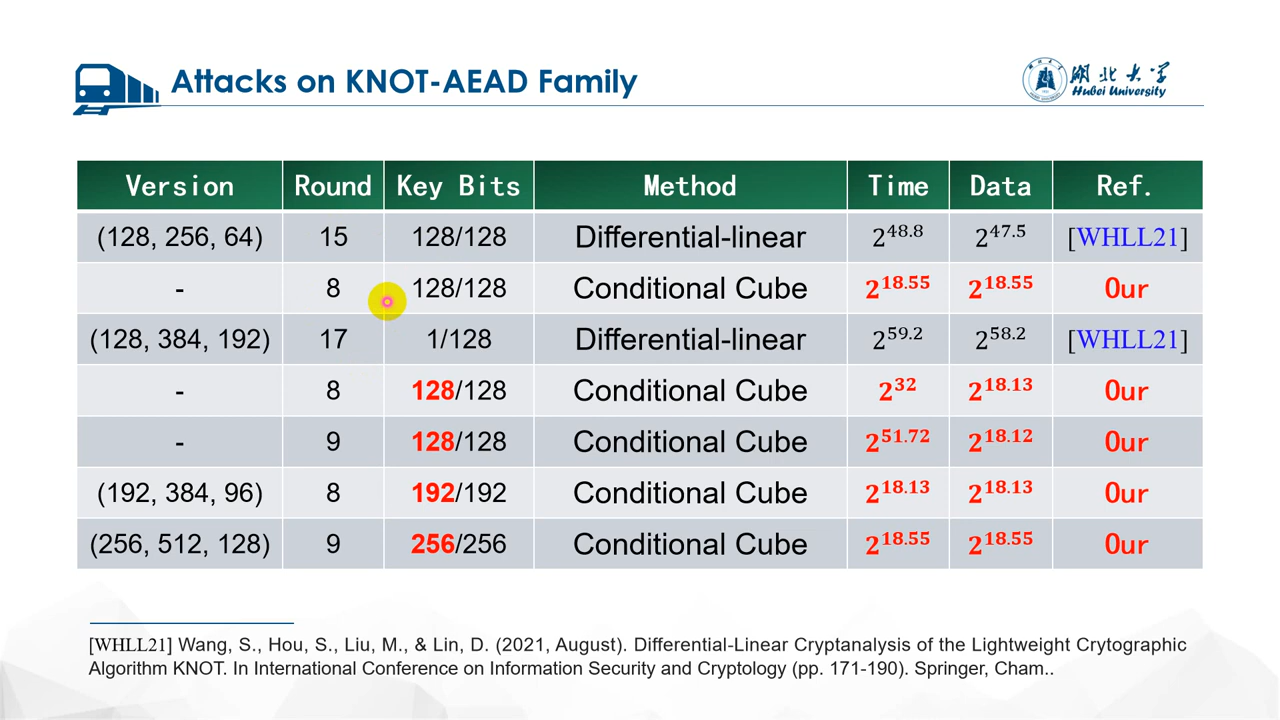 Attacks on KNOT-AEAD Family
湖北大学
Hubei University
Version Round Key Bits Method Time Data Ref.
(128, 256, 64) 15 128/128 Differential-linear 2^48.8 2^47.5 [WHLL21]
- 8 128/128 Conditional Cube 2^18.55 2^18.55 Our
(128, 384, 192) 17 1/128 Differential-linear 2^59.2 2^58.2 [WHLL21]
- 8 128/128 Conditional Cube 2^32 2^18.13 Our
- 9 128/128 Conditional Cube 2^51.72 2^18.12 Our
(192, 384, 96) 8 192/192 Conditional Cube 2^18.13 2^18.13 Our
(256, 512, 128) 9 256/256 Conditional Cube 2^18.55 2^18.55 Our
[WHLL21] Wang, S., Hou, S., Liu, M., & Lin, D. (2021, August). Differential-Linear Cryptanalysis of the Lightweight Crytographic
Algorithm KNOT. In International Conference on Information Security and Cryptology (pp. 171-190). Springer, Cham..